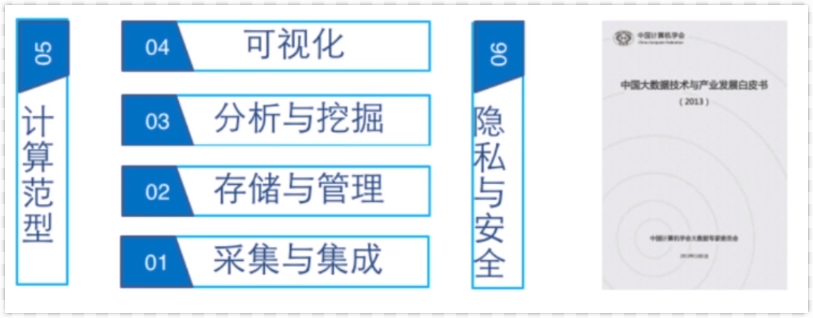 05
计算范型
04
可视化
03
分析与挖掘
02
存储与管理
01
采集与集成
06
隐私与安全
中国计算机学会
China Computer Federation
中国大数据技术与产业发展白皮书
（2013）
中国计算机学会大数据专家委员会